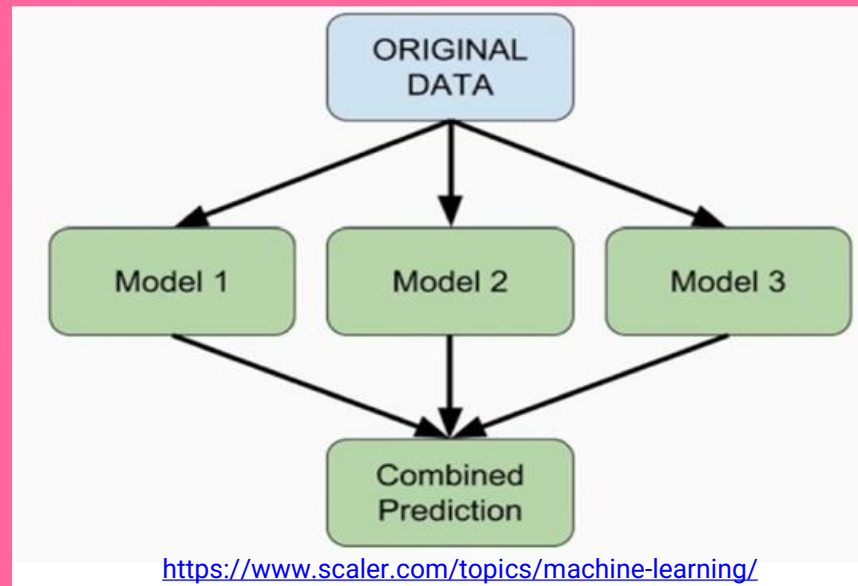 ORIGINAL
DATA
Model 1
Model 2
Model 3
Combined
Prediction
https://www.scaler.com/topics/machine-learning/